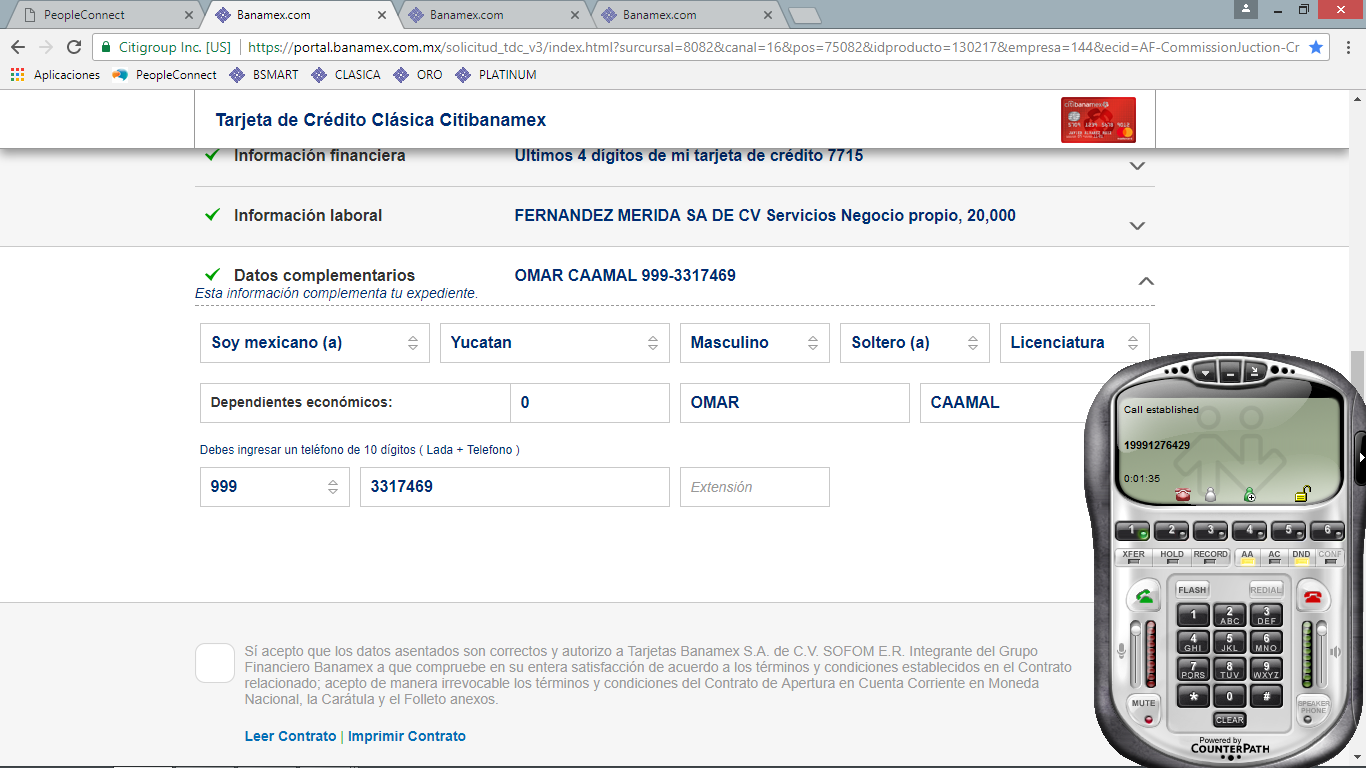 PeopleConnect
Banamex.com
Banamex.com
Banamex.com
Citigroup Inc. [US]
https://portal.banamex.com.mx/solicitud_tdc_v3/index.html?surcursal=8082&canal=16&pos=75082&idproducto=130217&empresa=144&ecid=AF-CommissionJuction-Cr
Aplicaciones PeopleConnect BSMART CLASICA ORO PLATINUM
Tarjeta de Crédito Clásica Citibanamex
citibanamex
Información financiera Ultimos 4 dígitos de mi tarjeta de crédito 7715
Información laboral FERNANDEZ MERIDA SA DE CV Servicios Negocio propio, 20,000
Datos complementarios OMAR CAAMAL 999-3317469
Esta información complementa tu expediente.
Soy mexicano (a) Yucatan Masculino Soltero (a) Licenciatura
Dependientes económicos: 0 OMAR CAAMAL
Debes ingresar un teléfono de 10 dígitos ( Lada + Telefono )
999 3317469 Extensión
Sí acepto que los datos asentados son correctos y autorizo a Tarjetas Banamex S.A. de C.V. SOFOM E.R. Integrante del Grupo
Financiero Banamex a que compruebe en su entera satisfacción de acuerdo a los términos y condiciones establecidos en el Contrato
relacionado; acepto de manera irrevocable los términos y condiciones del Contrato de Apertura en Cuenta Corriente en Moneda
Nacional, la Carátula y el Folleto anexos.
Leer Contrato | Imprimir Contrato
Call established
19991276429
0:01:35
1 2 3 4 5 6
XFER HOLD RECORD AA AC DND CONF
FLASH REDIAL
1 2 ABC 3 DEF
4 GHI 5 JKL 6 MNO
7 PQRS 8 TUV 9 WXYZ
* 0 #
MUTE
SPEAKER
PHONE
CLEAR
Powered by
COUNTERPATH